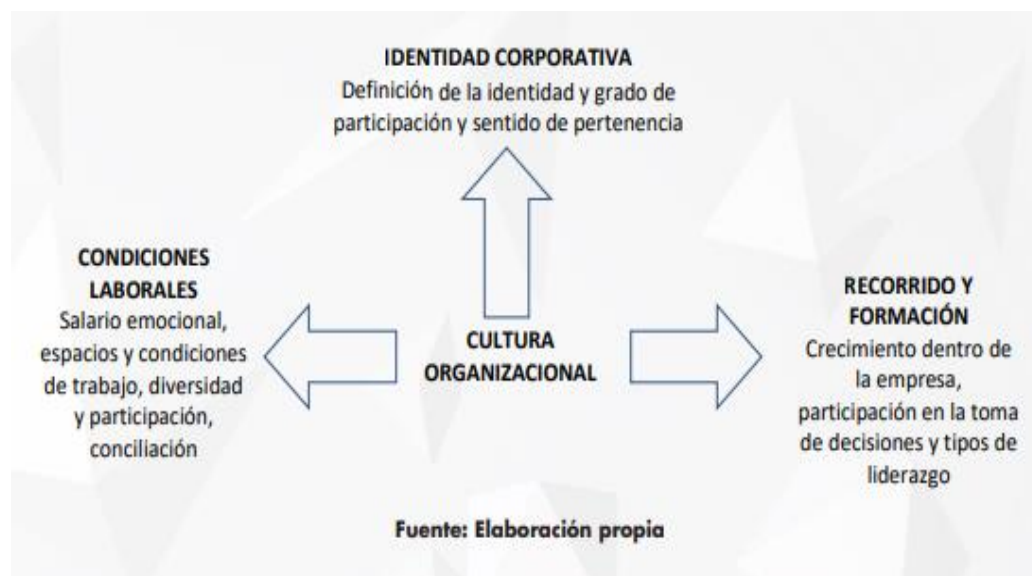 IDENTIDAD CORPORATIVA
Definición de la identidad y grado de
participación y sentido de pertenencia
CONDICIONES
LABORALES
Salario emocional,
espacios y condiciones
de trabajo, diversidad
y participación,
conciliación
CULTURA
ORGANIZACIONAL
RECORRIDO Y
FORMACIÓN
Crecimiento dentro de
la empresa,
participación en la toma
de decisiones y tipos de
liderazgo
Fuente: Elaboración propia